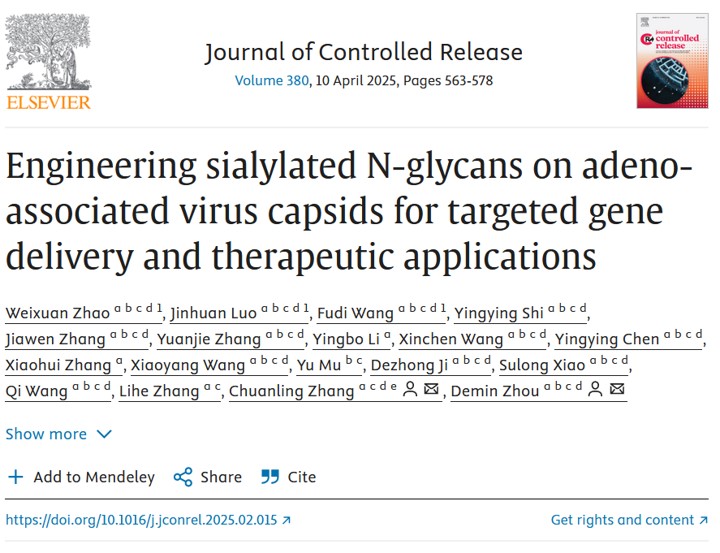 ELSEVIER
Journal of Controlled Release
Volume 380, 10 April 2025, Pages 563-578
journal of
controlled
release
Engineering sialylated N-glycans on adeno-
associated virus capsids for targeted gene
delivery and therapeutic applications
Weixuan Zhao a b c d 1, Jinhuan Luo a b c d 1, Fudi Wang a b c d 1, Yingying Shi a b c d,
Jiawen Zhang a b c d, Yuanjie Zhang a b c d, Yingbo Li a, Xinchen Wang a b c d, Yingying Chen a b c d,
Xiaohui Zhang a, Xiaoyang Wang a b c d, Yu Mu b c, Dezhong Ji a b c d, Sulong Xiao a b c d,
Qi Wang a b c d, Lihe Zhang a c, Chuanling Zhang a c d e, Demin Zhou a b c d
Show more
Add to Mendeley Share Cite
https://doi.org/10.1016/j.jconrel.2025.02.015 Get rights and content